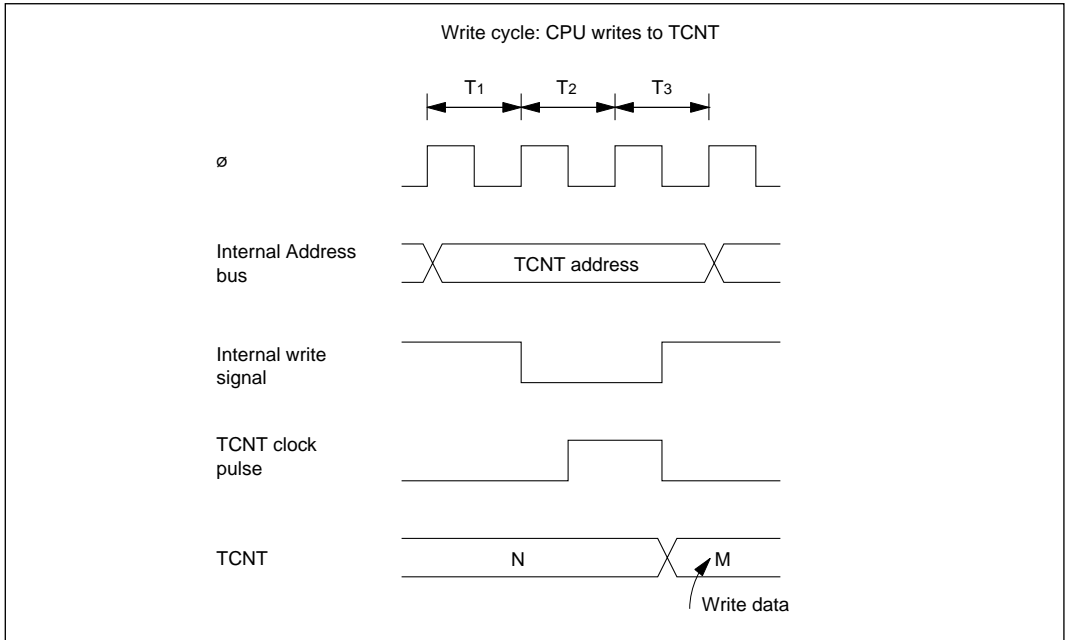 Write cycle: CPU writes to TCNT
T1 T2 T3
ø
Internal Address
bus
TCNT address
Internal write
signal
TCNT clock
pulse
TCNT
N
M
Write data